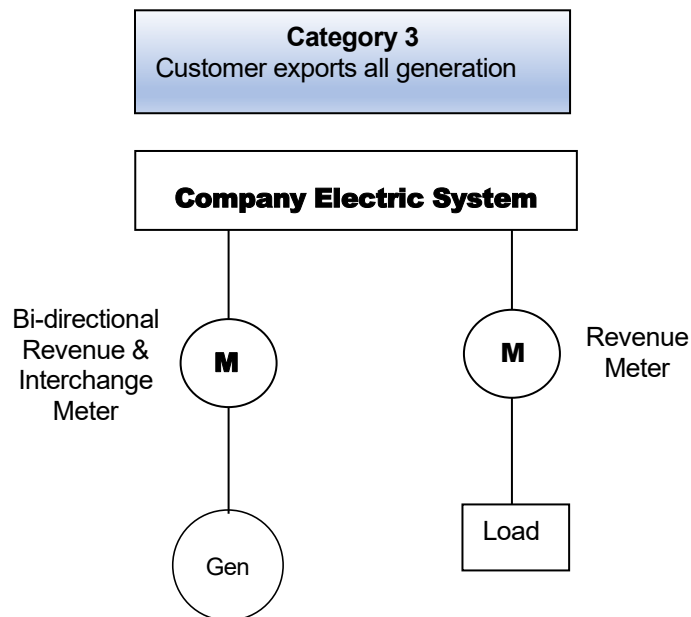 Category 3
Customer exports all generation
Company Electric System
Bi-directional
Revenue &
Interchange
Meter
M
M
Revenue
Meter
Gen
Load